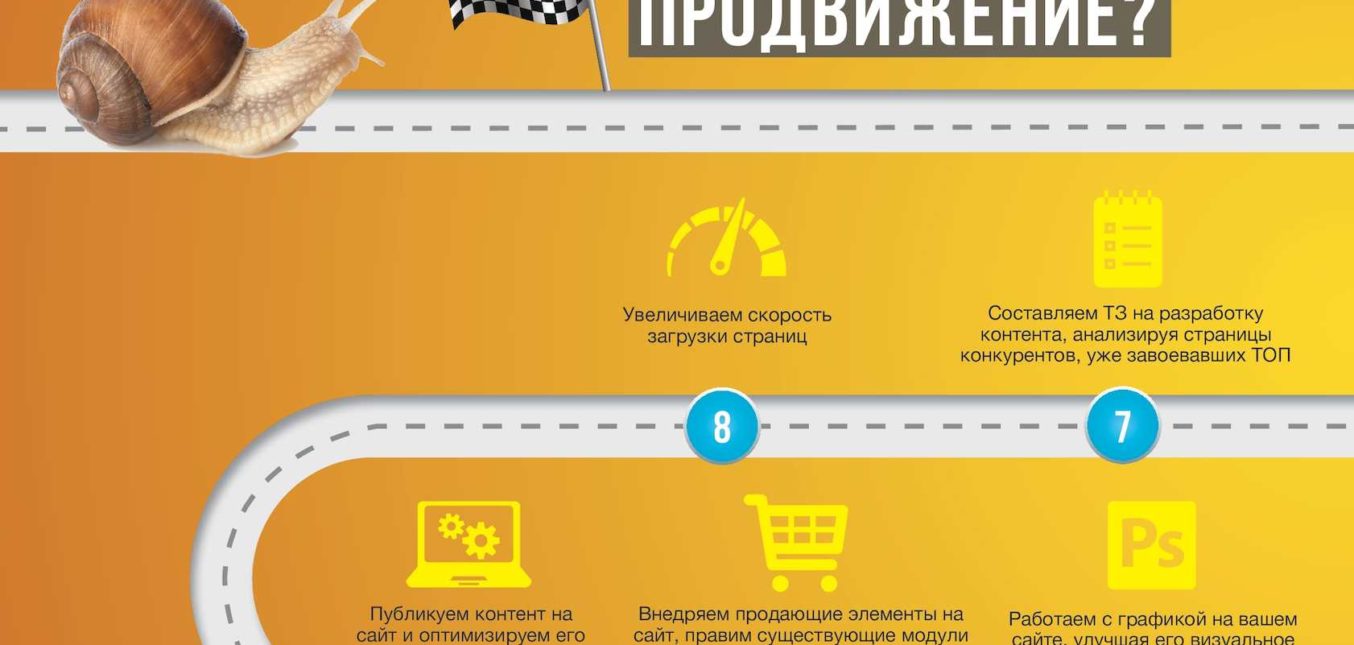 ПРОДВИЖЕНИЕ?
Увеличиваем скорость
загрузки страниц
Составляем ТЗ на разработку
контента, анализируя страницы
конкурентов, уже завоевавших ТОП
8
7
Ps
Публикуем контент на
сайт и оптимизируем его
Внедряем продающие элементы на
сайт, правим существующие модули
Работаем с графикой на вашем
сайте, улучшая его визуальное